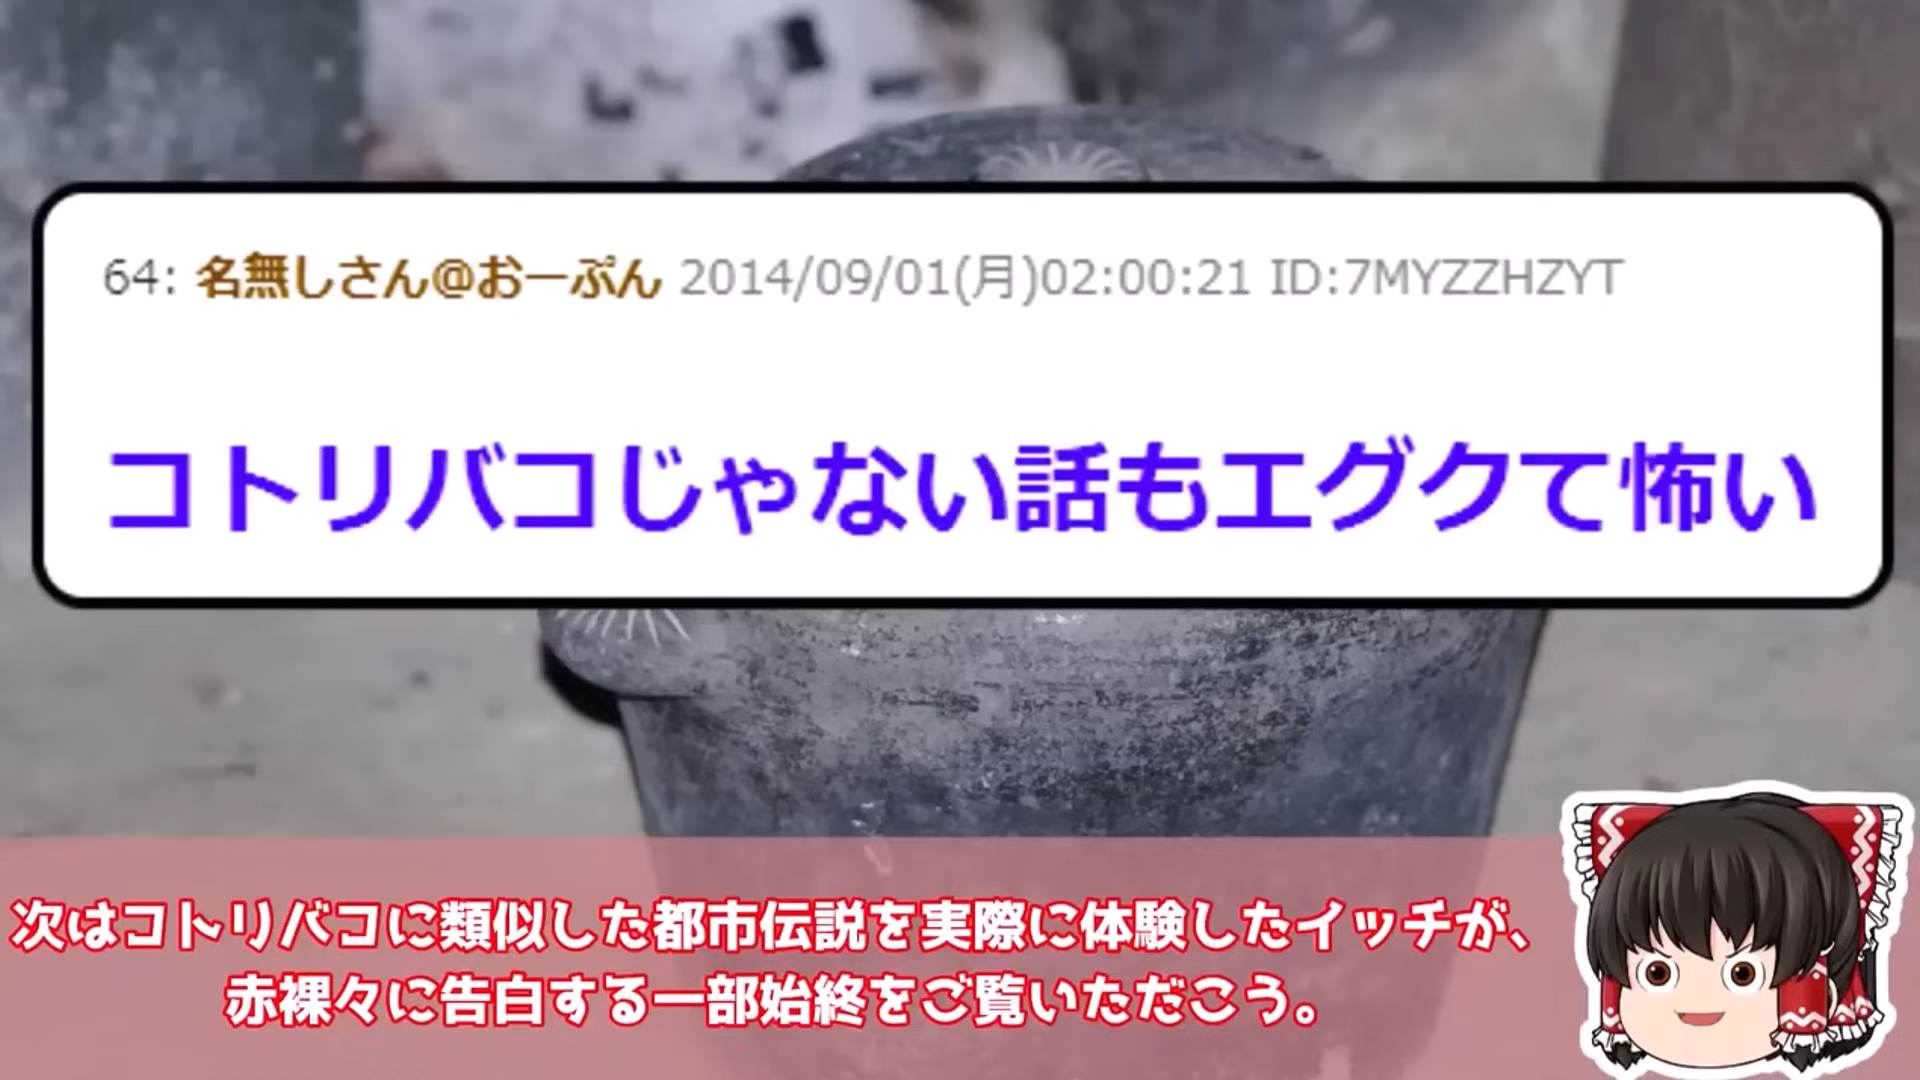 64: 名無しさん@おーぷん 2014/09/01(月)02:00:21 ID:7MYZZHZYT
コトリバコじゃない話もエグクて怖い
次はコトリバコに類似した都市伝説を実際に体験したイッチが、
赤裸々に告白する一部始終をご覧いただこう。